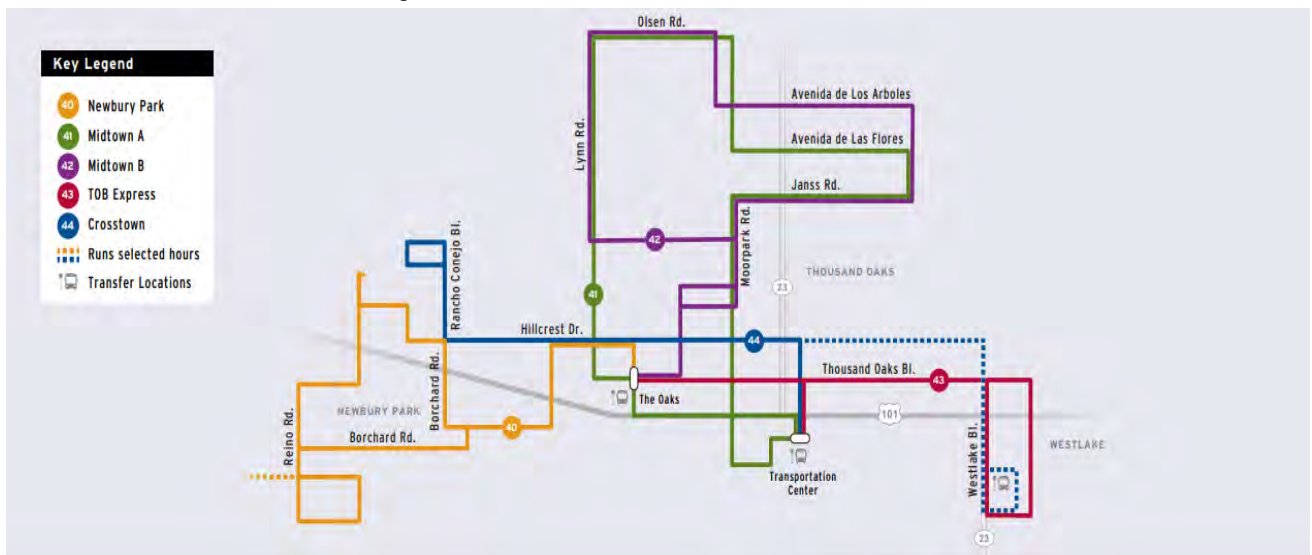 Key Legend
40 Newbury Park
41 Midtown A
42 Midtown B
43 TOB Express
44 Crosstown
Runs selected hours
Transfer Locations
Olsen Rd.
Avenida de Los Arboles
Avenida de Las Flores
Lynn Rd.
Janss Rd.
42
Moorpark Rd.
Rancho Conejo Bl.
THOUSAND OAKS
23
41
Hillcrest Dr.
44
Thousand Oaks Bl.
43
Borchard Rd.
The Oaks
NEWBURY PARK
101
40
Reino Rd.
Borchard Rd.
WESTLAKE
Westlake Bl.
Transportation
Center
23